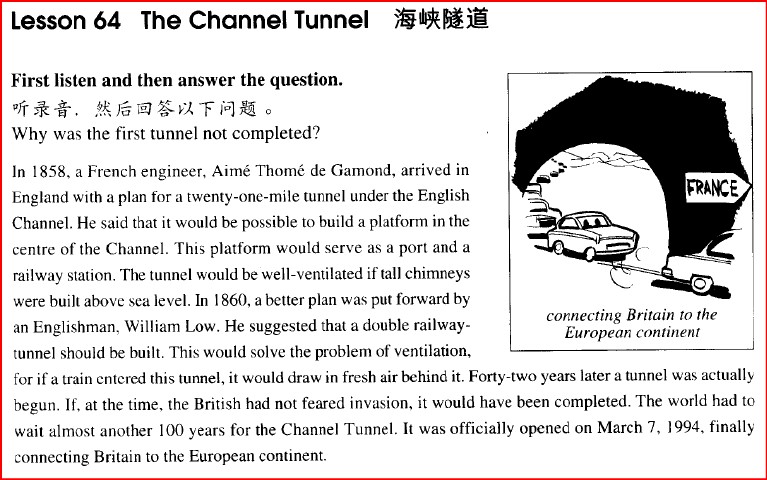 Lesson 64 The Channel Tunnel 海峡隧道
First listen and then answer the question.
听录音，然后回答以下问题。
Why was the first tunnel not completed?
In 1858, a French engineer, Aimé Thomé de Gamond, arrived in
England with a plan for a twenty-one-mile tunnel under the English
Channel. He said that it would be possible to build a platform in the
centre of the Channel. This platform would serve as a port and a
railway station. The tunnel would be well-ventilated if tall chimneys
were built above sea level. In 1860, a better plan was put forward by
an Englishman, William Low. He suggested that a double railway-
tunnel should be built. This would solve the problem of ventilation,
for if a train entered this tunnel, it would draw in fresh air behind it. Forty-two years later a tunnel was actually
begun. If, at the time, the British had not feared invasion, it would have been completed. The world had to
wait almost another 100 years for the Channel Tunnel. It was officially opened on March 7, 1994, finally
connecting Britain to the European continent.
FRANCE
connecting Britain to the
European continent